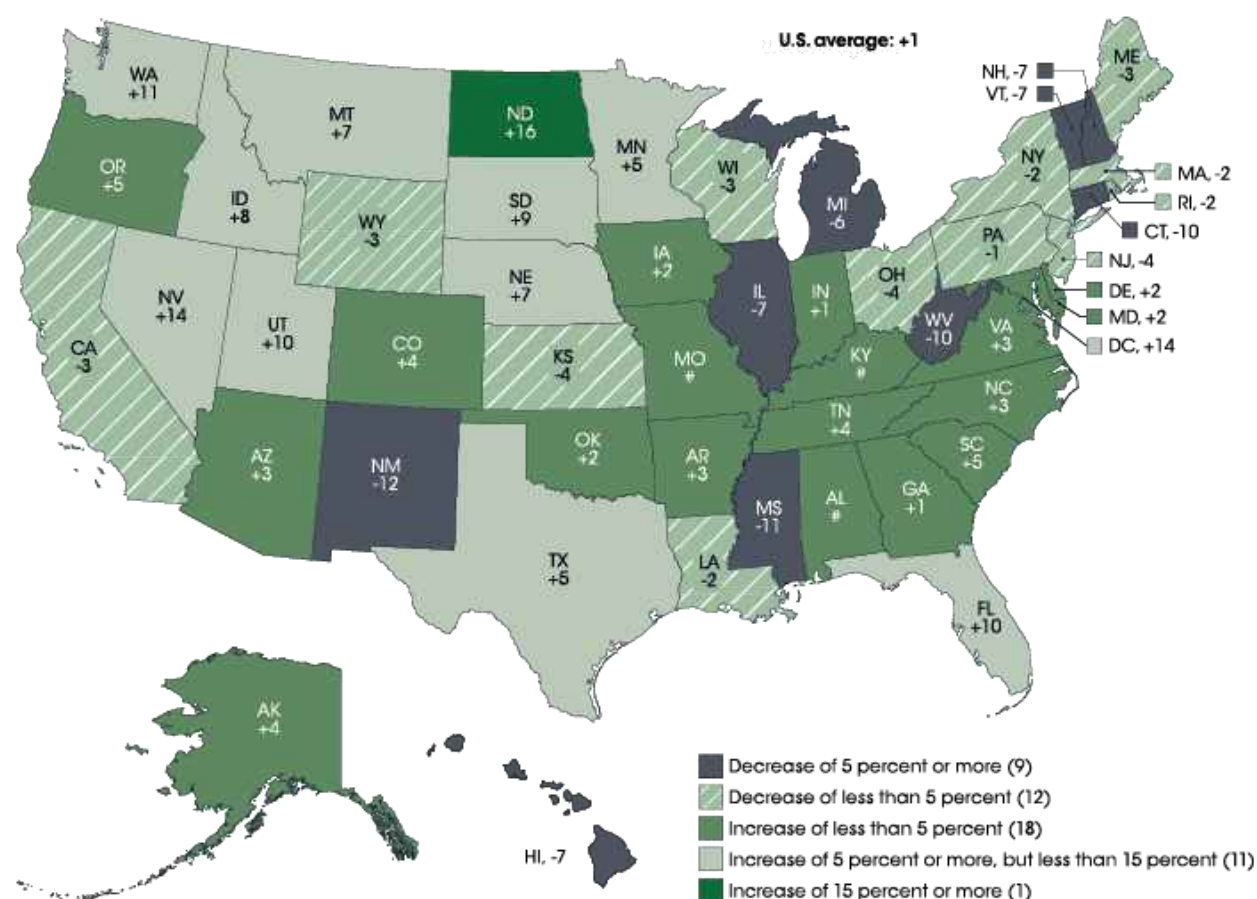 U.S. average: +1
WA
+11
OR
+5
CA
-3
NV
+14
ID
+8
MT
+7
WY
-3
UT
+10
AZ
+3
CO
+4
NM
-12
ND
+16
SD
+9
NE
+7
KS
-4
OK
+2
TX
+5
MN
+5
IA
+2
MO
#
AR
+3
LA
-2
WI
-3
IL
-7
MI
-6
IN
+1
OH
-4
KY
#
TN
+4
MS
-11
AL
#
GA
+1
FL
+10
SC
+5
NC
+3
VA
+3
WV
-10
PA
-1
NY
-2
ME
-3
NH, -7
VT, -7
MA, -2
RI, -2
CT, -10
NJ, -4
DE, +2
MD, +2
DC, +14
AK
+4
HI, -7
Decrease of 5 percent or more (9)
Decrease of less than 5 percent (12)
Increase of less than 5 percent (18)
Increase of 5 percent or more, but less than 15 percent (11)
Increase of 15 percent or more (1)